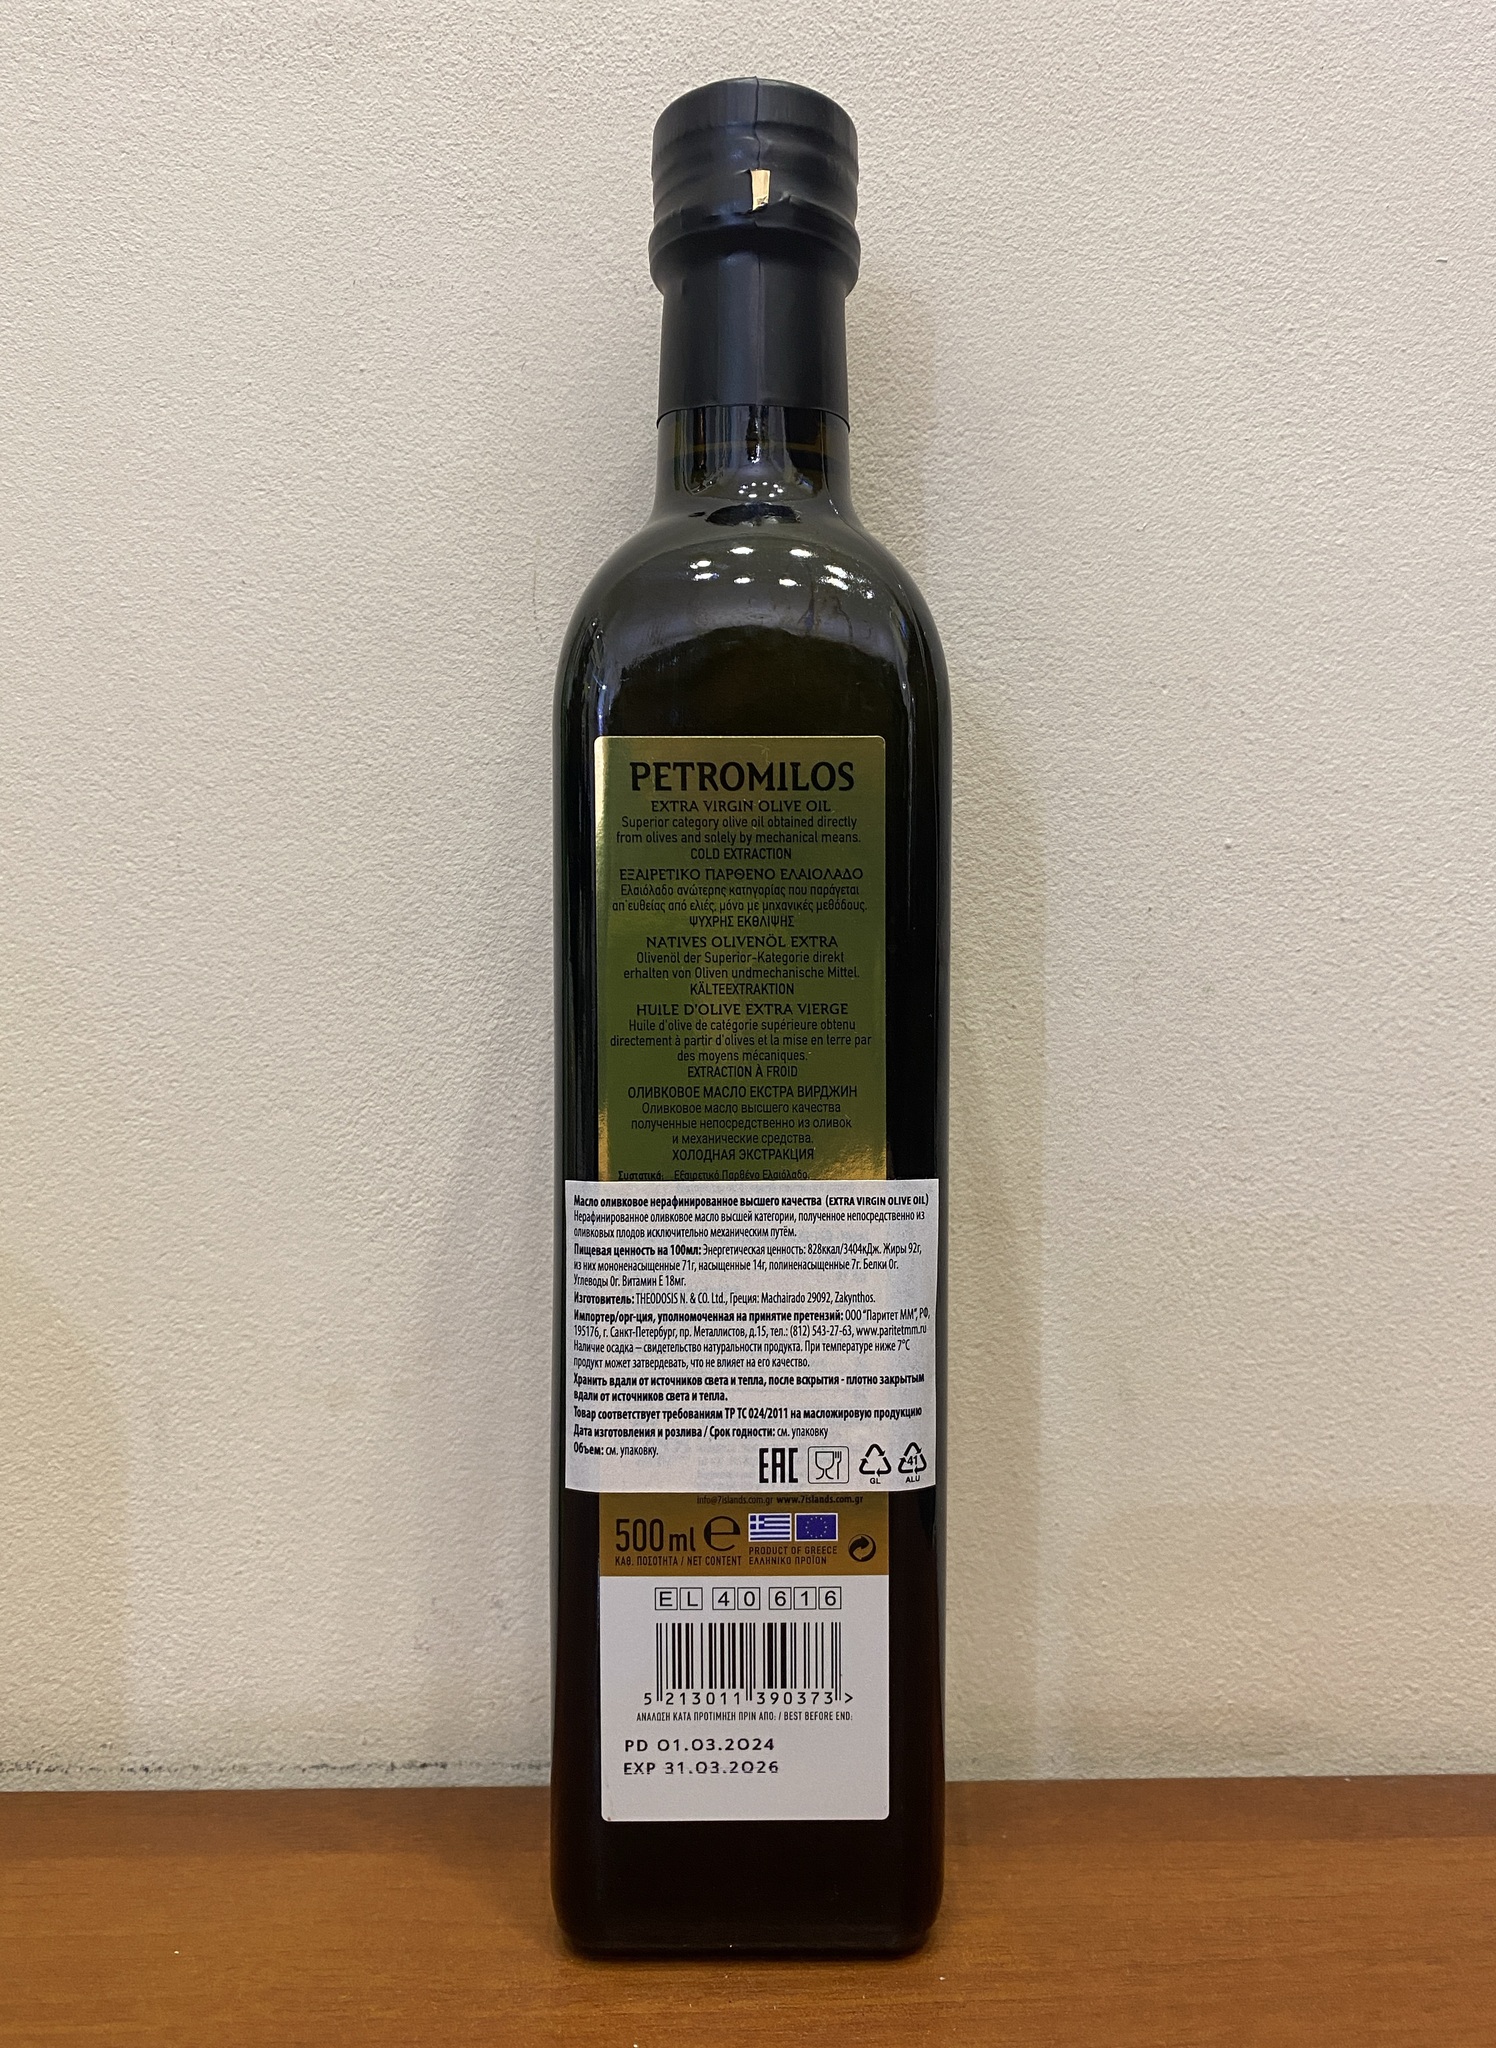 PETROMILOS
EXTRA VIRGIN OLIVE OIL
Superior category olive oil obtained directly
from olives and solely by mechanical means.
COLD EXTRACTION
ΕΞΑΙΡΕΤΙΚΟ ΠΑΡΘΕΝΟ ΕΛΑΙΟΛΑΔΟ
Ελαιόλαδο ανώτερης κατηγορίας που παράγεται
απ'ευθείας από ελιές, μόνο με μηχανικές μεθόδους.
ΨΥΧΡΗΣ ΕΚΘΛΙΨΗΣ
NATIVES OLIVENÖL EXTRA
Olivenöl der Superior-Kategorie direkt
erhalten von Oliven undmechanische Mittel.
KÄLTEEXTRAKTION
HUILE D'OLIVE EXTRA VIERGE
Huile d'olive de catégorie supérieure obtenu
directement à partir d'olives et la mise en terre par
des moyens mécaniques.
EXTRACTION À FROID
ОЛИВКОВОЕ МАСЛО ЕКСТРА ВИРДЖИН
Оливковое масло высшего качества
полученные непосредственно из оливок
и механические средства.
ХОЛОДНАЯ ЭКСТРАКЦИЯ
Συστατικά: Εξαιρετικό Παρθένο Ελαιόλαδο.
Масло оливковое нерафинированное высшего качества (EXTRA VIRGIN OLIVE OIL)
Нерафинированное оливковое масло высшей категории, полученное непосредственно из
оливковых плодов исключительно механическим путём.
Пищевая ценность на 100мл: Энергетическая ценность: 828ккал/3404кДж. Жиры 92г,
из них мононенасыщенные 71г, насыщенные 14г, полиненасыщенные 7г. Белки 0г.
Углеводы 0г. Витамин Е 18мг.
Изготовитель: THEODOSIS N. & CO. Ltd., Греция: Machairado 29092, Zakynthos.
Импортер/орг-ция, уполномоченная на принятие претензий: ООО "Паритет ММ", РФ,
195176, г. Санкт-Петербург, пр. Металлистов, д.15, тел.: (812) 543-27-63, www.paritetmm.ru
Наличие осадка – свидетельство натуральности продукта. При температуре ниже 7°С
продукт может затвердевать, что не влияет на его качество.
Хранить вдали от источников света и тепла, после вскрытия - плотно закрытым
вдали от источников света и тепла.
Товар соответствует требованиям ТР ТС 024/2011 на масложировую продукцию
Дата изготовления и розлива / Срок годности: см. упаковку
Объем: см. упаковку.
EAC
GL
41
ALU
info@7islands.com.gr www.7islands.com.gr
500 ml e
ΚΑΘ. ΠΟΣΟΤΗΤΑ / NET CONTENT
PRODUCT OF GREECE
ΕΛΛΗΝΙΚΟ ΠΡΟΪΟΝ
EL 40 616
5 213011 390373 >
ΑΝΑΛΩΣΗ ΚΑΤΑ ΠΡΟΤΙΜΗΣΗ ΠΡΙΝ ΑΠΟ: / BEST BEFORE END:
PD 01.03.2024
EXP 31.03.2026